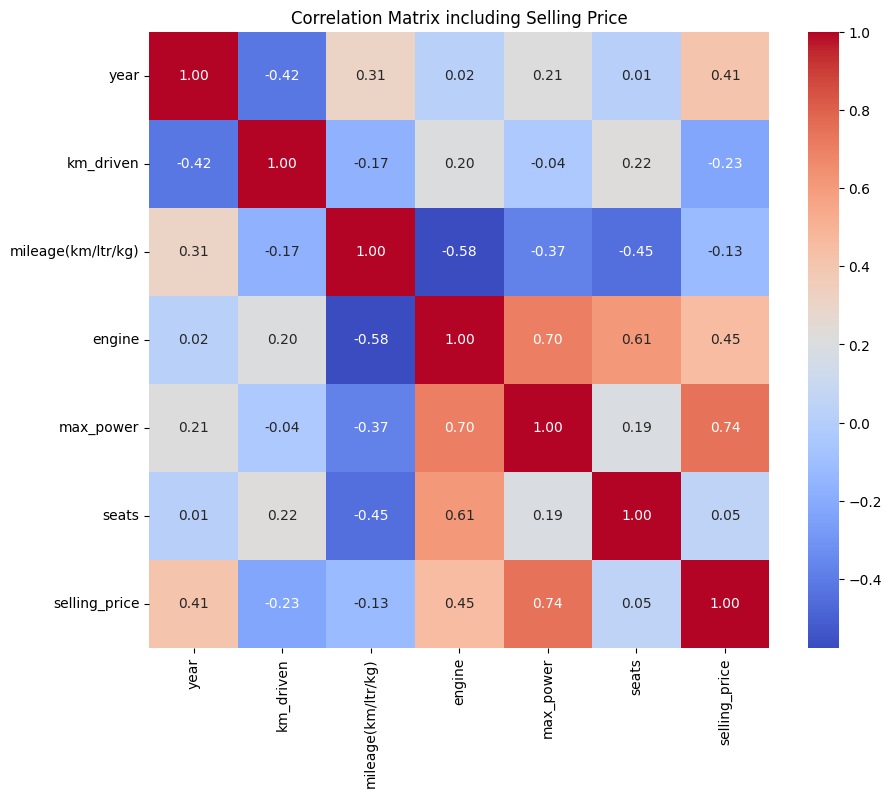 Correlation Matrix including Selling Price
year 1.00 -0.42 0.31 0.02 0.21 0.01 0.41
km_driven -0.42 1.00 -0.17 0.20 -0.04 0.22 -0.23
mileage(km/ltr/kg) 0.31 -0.17 1.00 -0.58 -0.37 -0.45 -0.13
engine 0.02 0.20 -0.58 1.00 0.70 0.61 0.45
max_power 0.21 -0.04 -0.37 0.70 1.00 0.19 0.74
seats 0.01 0.22 -0.45 0.61 0.19 1.00 0.05
selling_price 0.41 -0.23 -0.13 0.45 0.74 0.05 1.00
year
km_driven
mileage(km/ltr/kg)
engine
max_power
seats
selling_price
1.0
0.8
0.6
0.4
0.2
0.0
−0.2
−0.4